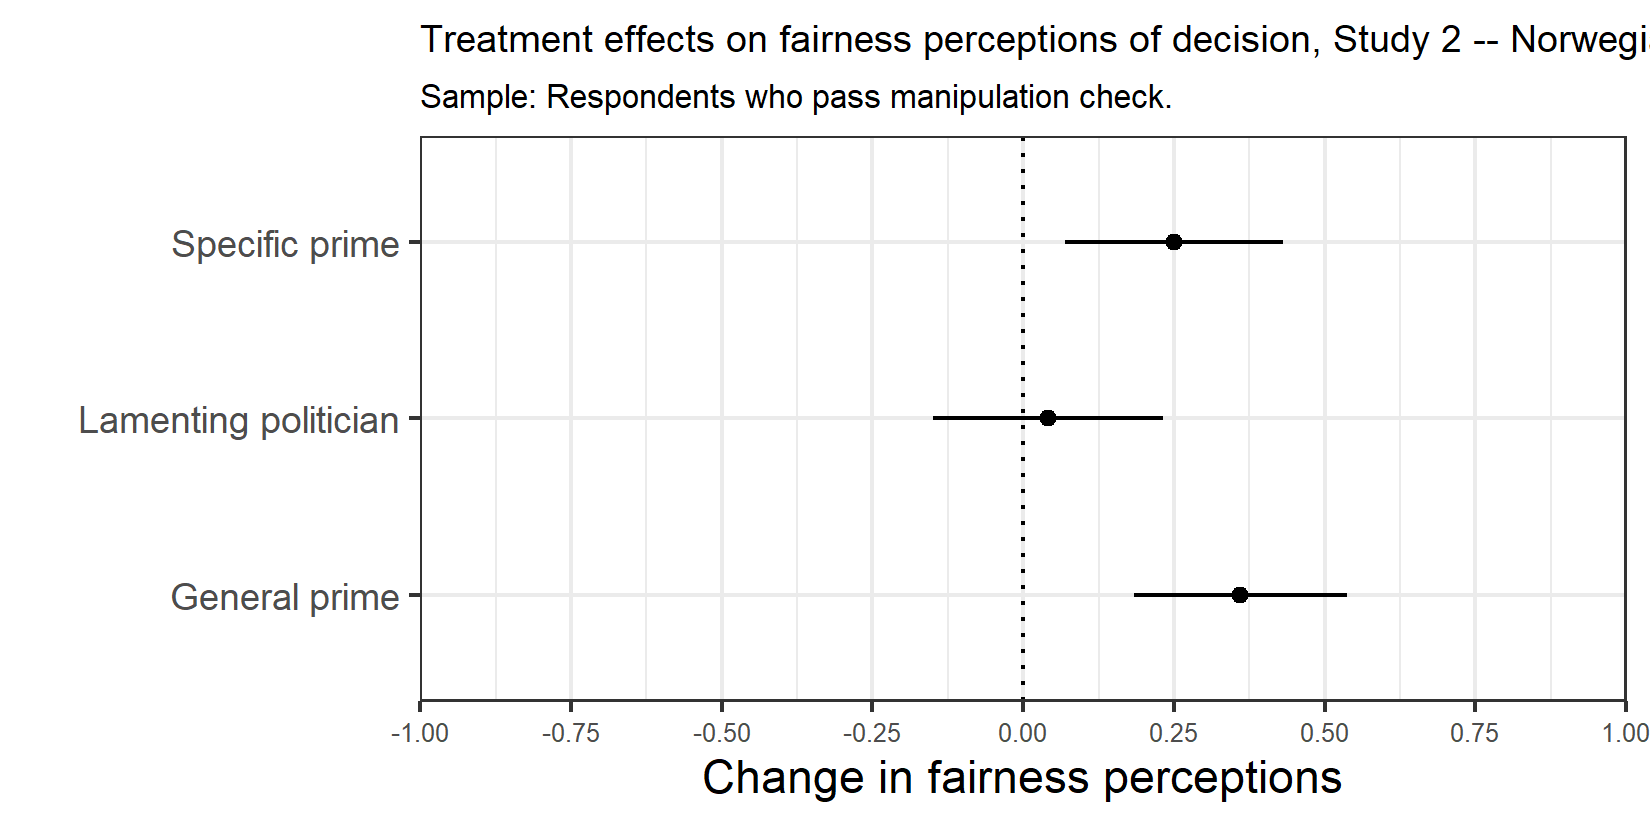 Treatment effects on fairness perceptions of decision, Study 2 -- Norwegi
Sample: Respondents who pass manipulation check.
Specific prime
Lamenting politician
General prime
-1.00 -0.75 -0.50 -0.25 0.00 0.25 0.50 0.75 1.00
Change in fairness perceptions